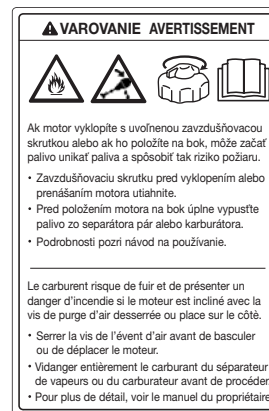 VAROVANIE AVERTISSEMENT
Ak motor vyklopíte s uvoľnenou zavzdušňovacou
skrutkou alebo ak ho položíte na bok, môže začať
palivo unikať paliva a spôsobiť tak riziko požiaru.
• Zavzdušňovaciu skrutku pred vyklopením alebo
prenášaním motora utiahnite.
• Pred položením motora na bok úplne vypusťte
palivo zo separátora pár alebo karburátora.
• Podrobnosti pozri návod na používanie.
Le carburent risque de fuir et de présenter un
danger d'incendie si le moteur est incliné avec la
vis de purge d'air desserrée ou place sur le côtè.
• Serrer la vis de l'évent d'air avant de basculer
ou de déplacer le moteur.
• Vidanger entièrement le carburant du séparateur
de vapeurs ou du carburateur avant de procéder.
• Pour plus de détail, voir le manuel du propriétaire.